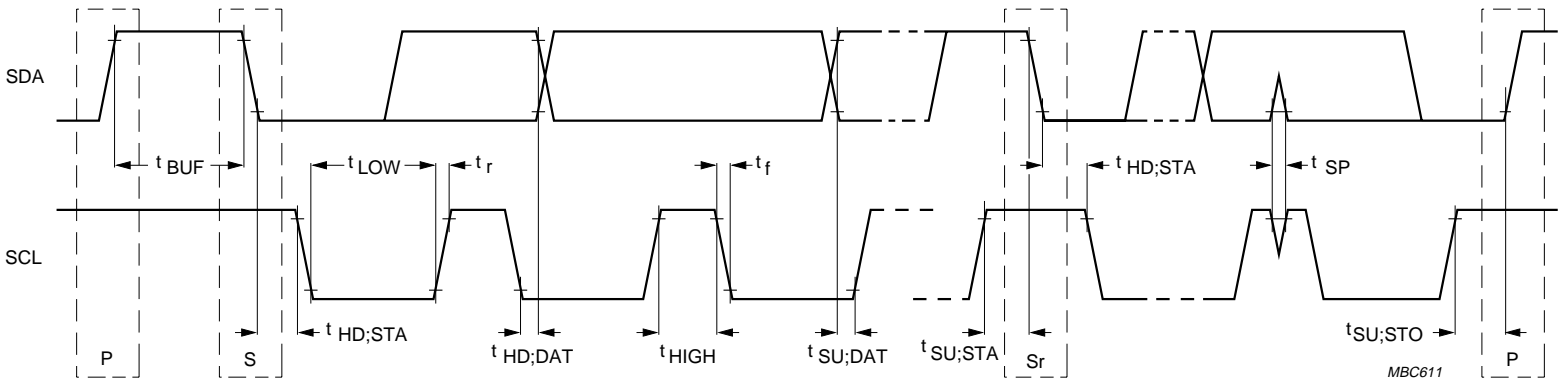 SDA
t BUF
t LOW
t r
t f
t HD;STA
t SP
SCL
t HD;STA
t HD;DAT
t HIGH
t SU;DAT
t SU;STA
t SU;STO
P
S
Sr
P
MBC611